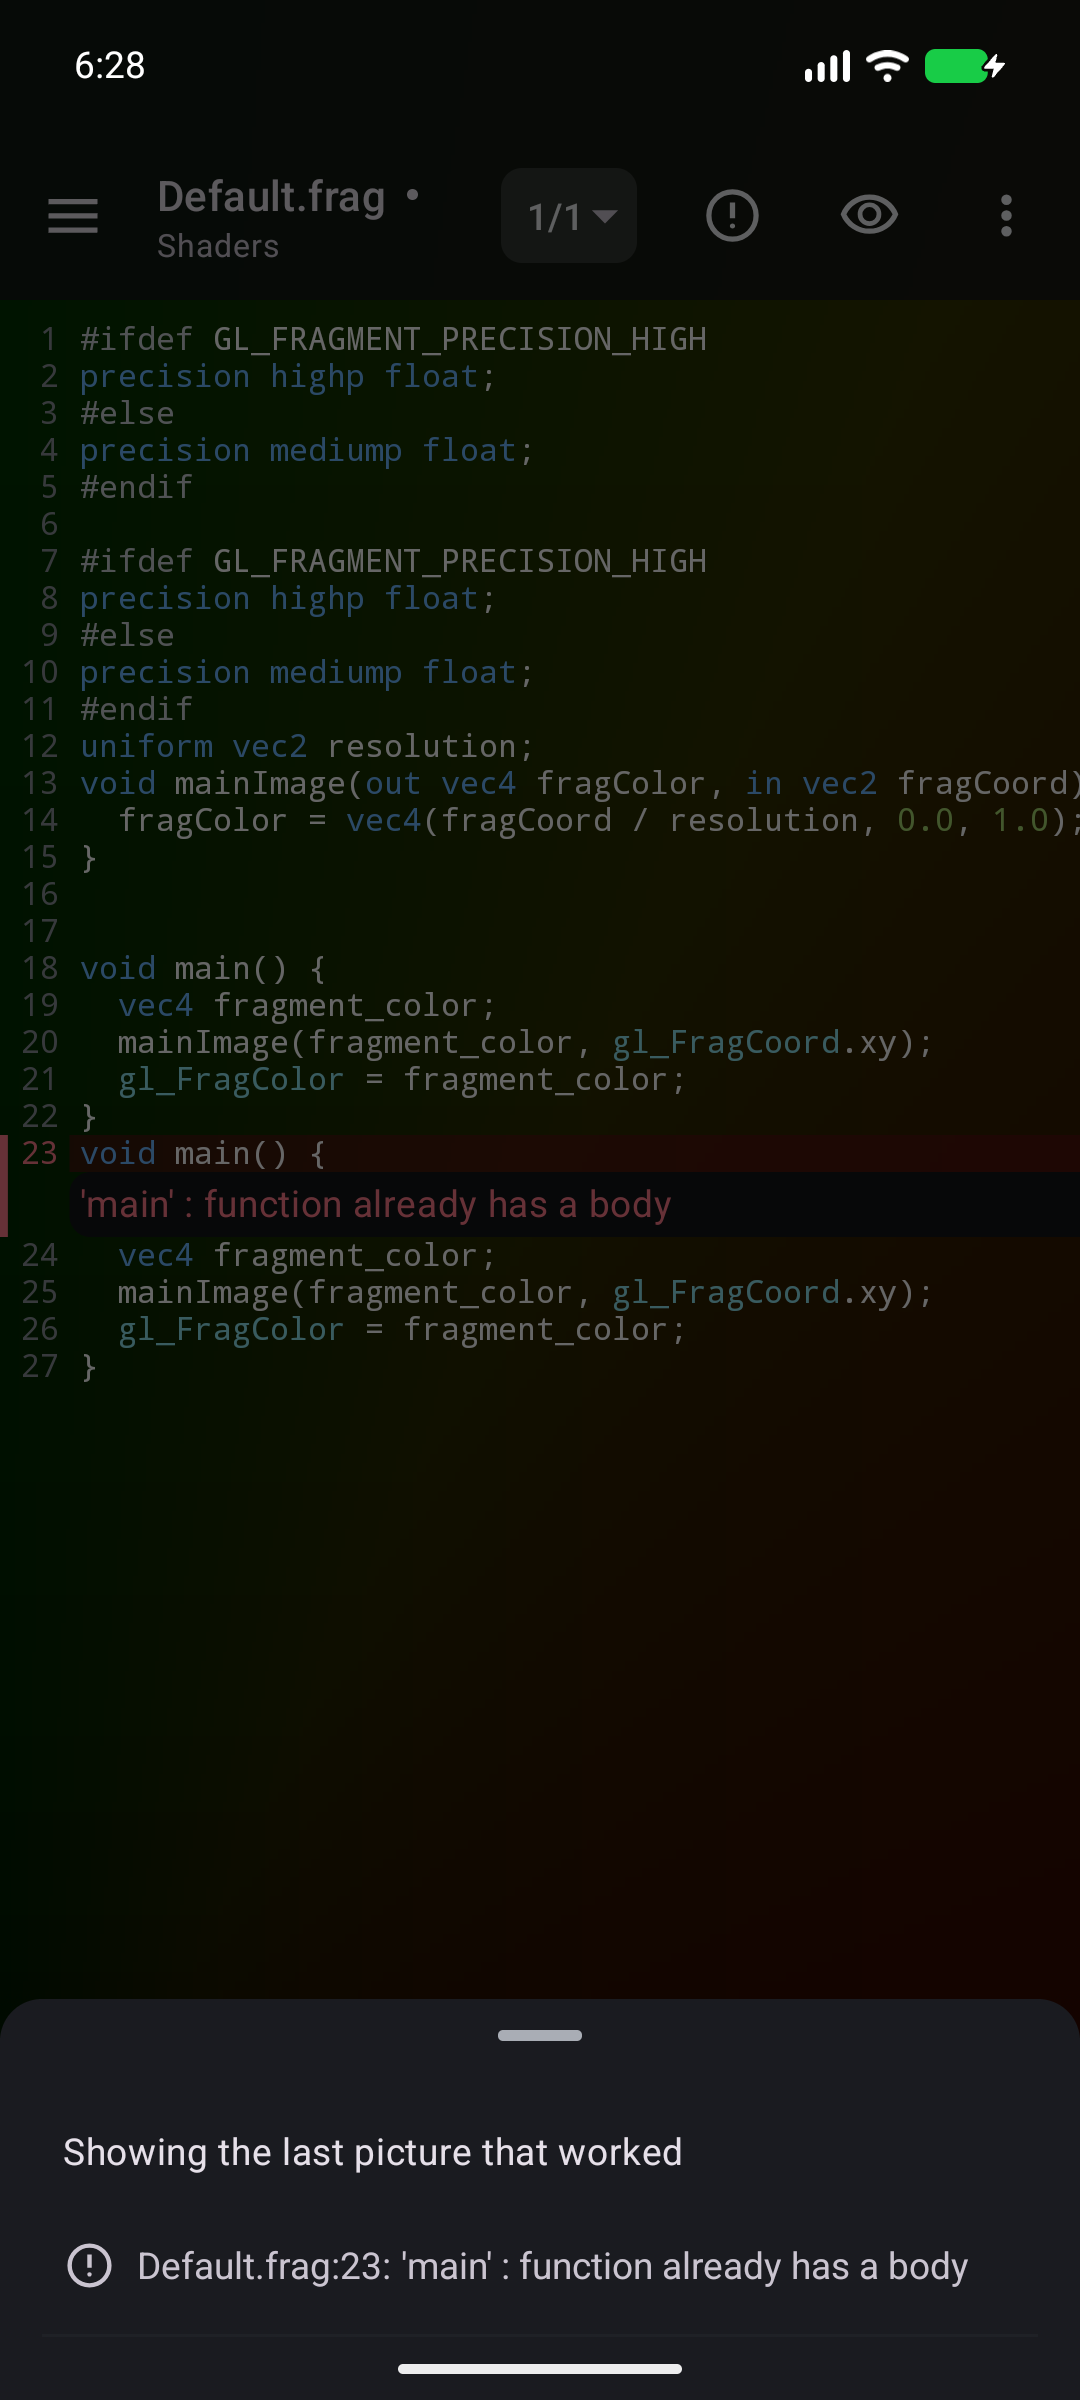 6:28
Default.frag •
Shaders
1/1
1 #ifdef GL_FRAGMENT_PRECISION_HIGH
2 precision highp float;
3 #else
4 precision mediump float;
5 #endif
6
7 #ifdef GL_FRAGMENT_PRECISION_HIGH
8 precision highp float;
9 #else
10 precision mediump float;
11 #endif
12 uniform vec2 resolution;
13 void mainImage(out vec4 fragColor, in vec2 fragCoord)
14   fragColor = vec4(fragCoord / resolution, 0.0, 1.0);
15 }
16
17
18 void main() {
19   vec4 fragment_color;
20   mainImage(fragment_color, gl_FragCoord.xy);
21   gl_FragColor = fragment_color;
22 }
23 void main() {
'main' : function already has a body
24   vec4 fragment_color;
25   mainImage(fragment_color, gl_FragCoord.xy);
26   gl_FragColor = fragment_color;
27 }
Showing the last picture that worked
Default.frag:23: 'main' : function already has a body